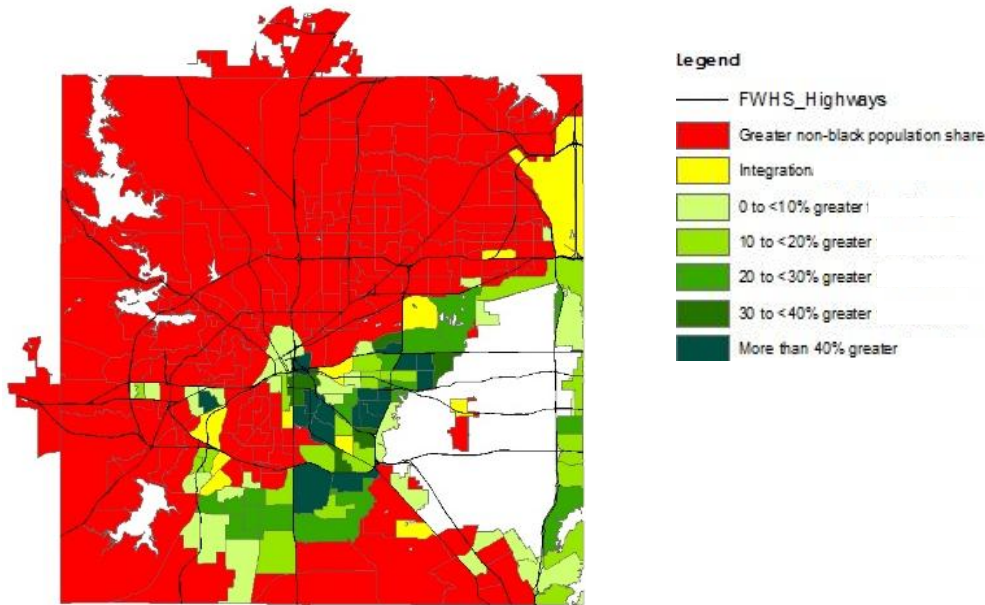 Legend
FWHS_Highways
Greater non-black population share
Integration
0 to <10% greater
10 to <20% greater
20 to <30% greater
30 to <40% greater
More than 40% greater